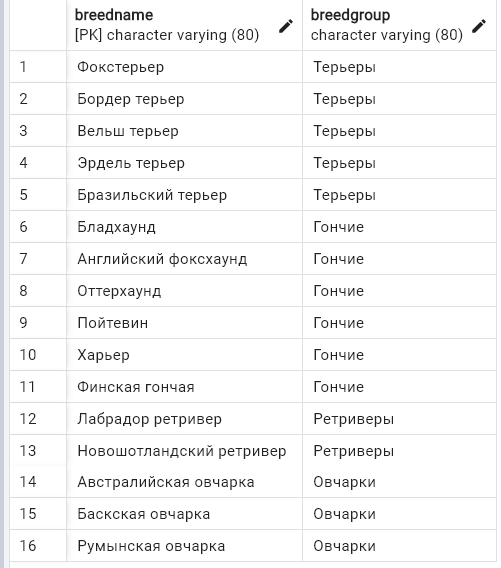 breedname breedgroup
[PK] character varying (80) character varying (80)
1 Фокстерьер Терьеры
2 Бордер терьер Терьеры
3 Вельш терьер Терьеры
4 Эрдель терьер Терьеры
5 Бразильский терьер Терьеры
6 Бладхаунд Гончие
7 Английский фоксхаунд Гончие
8 Оттерхаунд Гончие
9 Пойтевин Гончие
10 Харьер Гончие
11 Финская гончая Гончие
12 Лабрадор ретривер Ретриверы
13 Новошотландский ретривер Ретриверы
14 Австралийская овчарка Овчарки
15 Баскская овчарка Овчарки
16 Румынская овчарка Овчарки